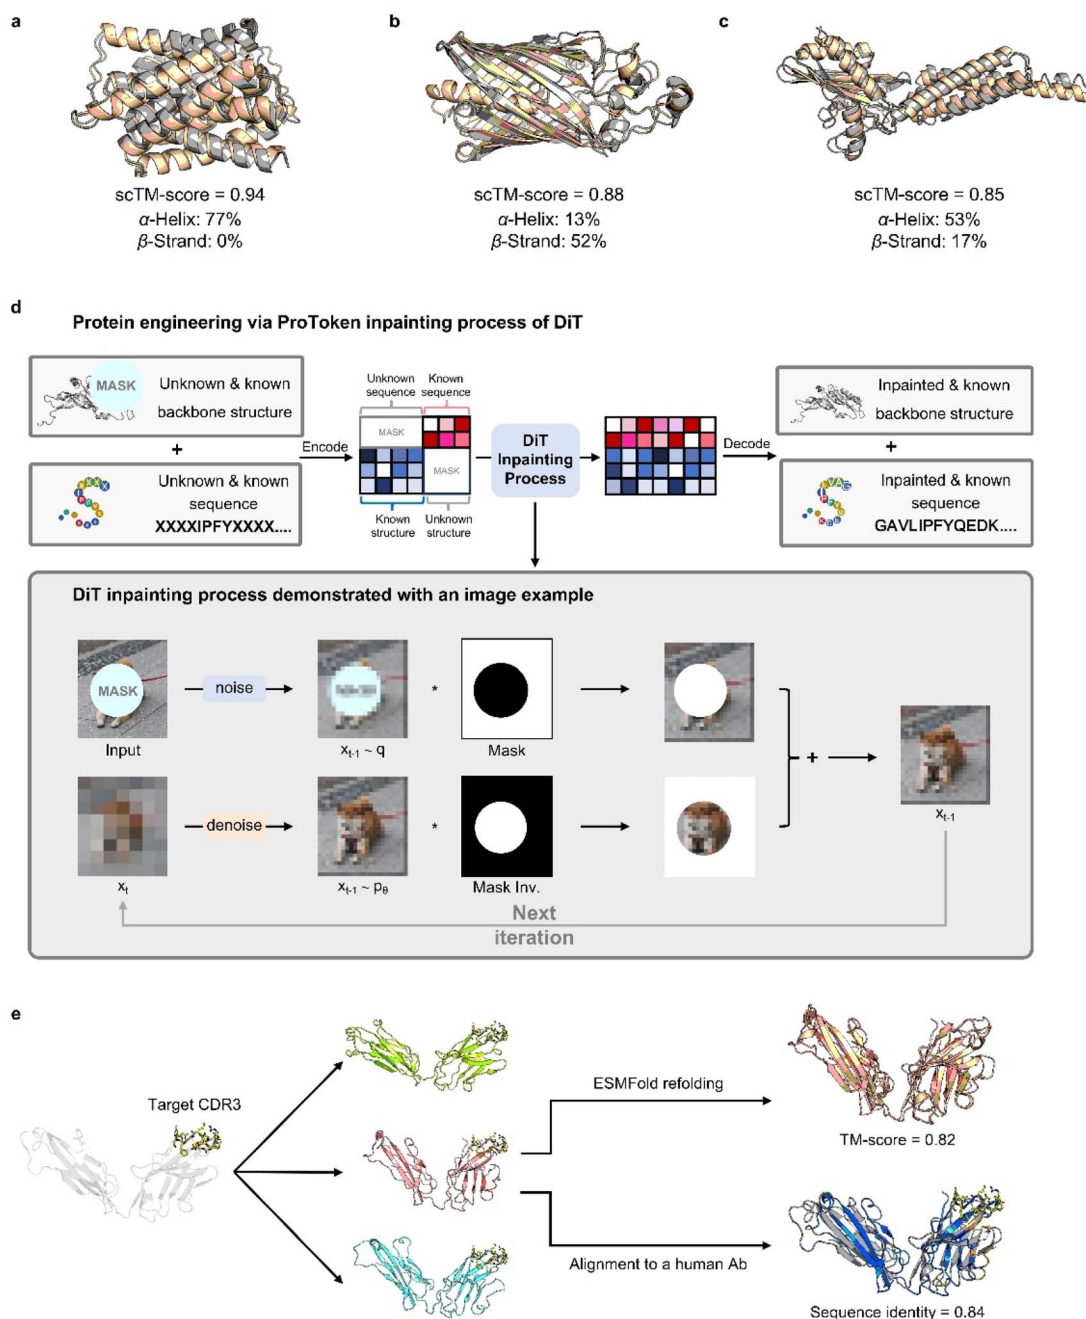 a
b
c
scTM-score = 0.94
α-Helix: 77%
β-Strand: 0%
scTM-score = 0.88
α-Helix: 13%
β-Strand: 52%
scTM-score = 0.85
α-Helix: 53%
β-Strand: 17%
d
Protein engineering via ProToken inpainting process of DiT
MASK
Unknown & known
backbone structure
+
Unknown & known
sequence
XXXXIPFYXXXX....
Encode
Unknown
sequence
Known
sequence
MASK
MASK
Known
structure
Unknown
structure
DiT
Inpainting
Process
Decode
Inpainted & known
backbone structure
+
Inpainted & known
sequence
GAVLIPFYQEDK....
DiT inpainting process demonstrated with an image example
MASK
Input
noise
xt-1 ~ q
*
Mask
xt
denoise
xt-1 ~ pθ
*
Mask Inv.
+
xt-1
Next
iteration
e
Target CDR3
ESMFold refolding
TM-score = 0.82
Alignment to a human Ab
Sequence identity = 0.84